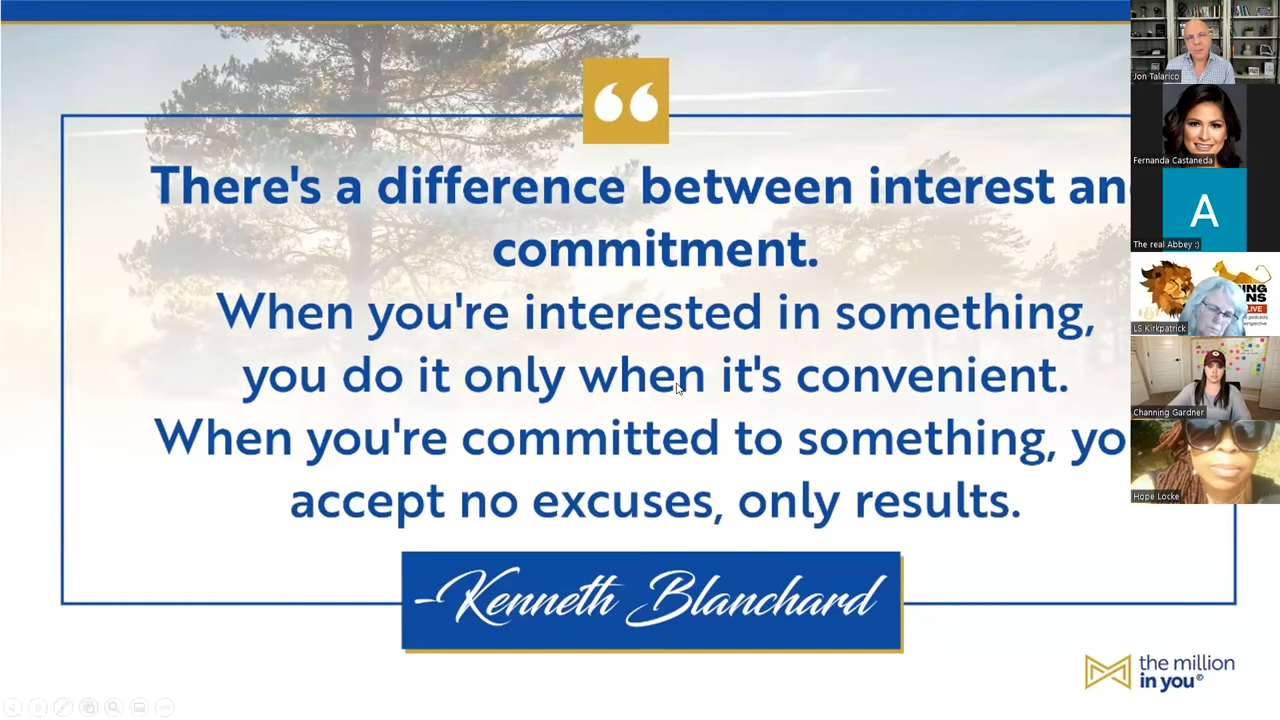 There's a difference between interest an
commitment.
When you're interested in something,
you do it only when it's convenient.
When you're committed to something, yo
accept no excuses, only results.
-Kenneth Blanchard
the million
in you®
Jon Talarico
Fernanda Castaneda
A
The real Abbey :)
LS Kirkpatrick
LIVE
Channing Gardner
Hope Locke